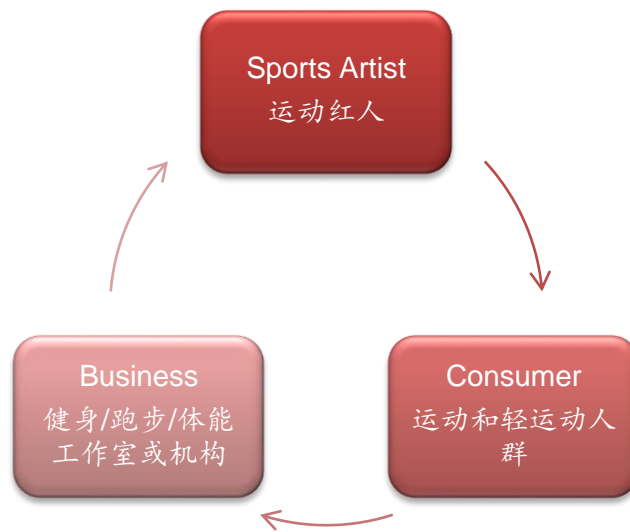 Sports Artist
运动红人
Business
健身/跑步/体能
工作室或机构
Consumer
运动和轻运动人
群